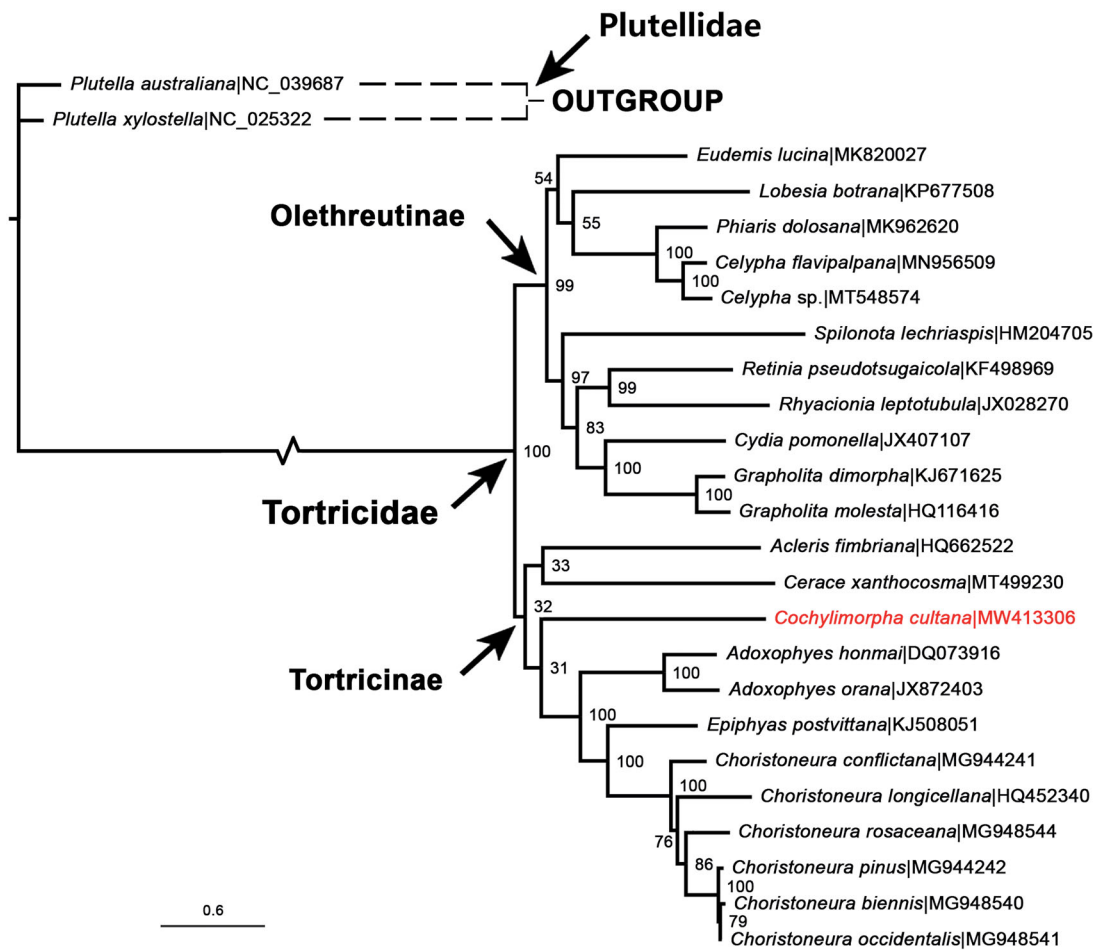 Plutellidae
Plutella australiana|NC_039687
OUTGROUP
Plutella xylostella|NC_025322
Eudemis lucina|MK820027
54
Lobesia botrana|KP677508
Olethreutinae
55
Phiaris dolosana|MK962620
100
Celypha flavipalpana|MN956509
100
99
Celypha sp.|MT548574
Spilonota lechriaspis|HM204705
Retinia pseudotsugaicola|KF498969
97
99
Rhyacionia leptotubula|JX028270
83
Cydia pomonella|JX407107
100
100
Grapholita dimorpha|KJ671625
100
Tortricidae
Grapholita molesta|HQ116416
Acleris fimbriana|HQ662522
33
Cerace xanthocosma|MT499230
32
Cochylimorpha cultana|MW413306
Adoxophyes honmai|DQ073916
31
100
Tortricinae
Adoxophyes orana|JX872403
100
Epiphyas postvittana|KJ508051
100
Choristoneura conflictana|MG944241
100
Choristoneura longicellana|HQ452340
Choristoneura rosaceana|MG948544
76
86
Choristoneura pinus|MG944242
100
Choristoneura biennis|MG948540
0.6
79
Choristoneura occidentalis|MG948541